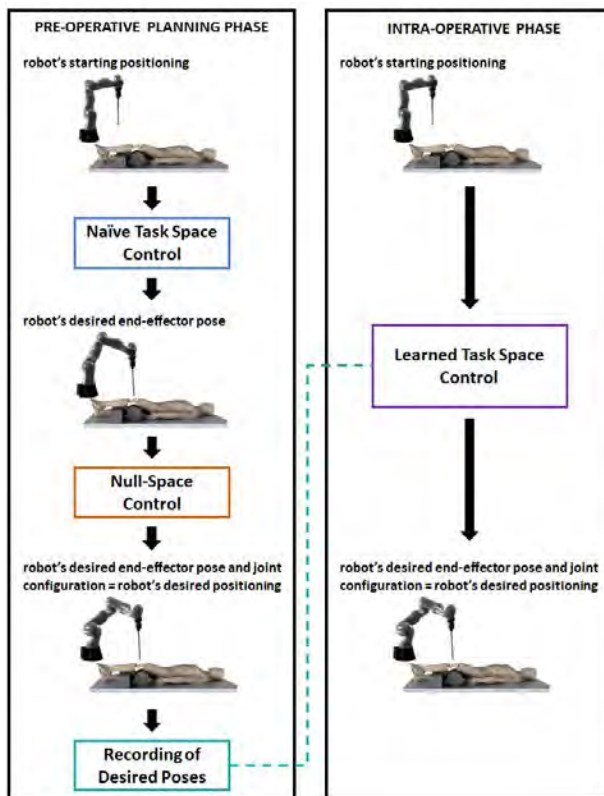 PRE-OPERATIVE PLANNING PHASE
robot's starting positioning
Naïve Task Space
Control
robot's desired end-effector pose
Null-Space
Control
robot's desired end-effector pose and joint
configuration = robot's desired positioning
Recording of
Desired Poses
INTRA-OPERATIVE PHASE
robot's starting positioning
Learned Task Space
Control
robot's desired end-effector pose and joint
configuration = robot's desired positioning